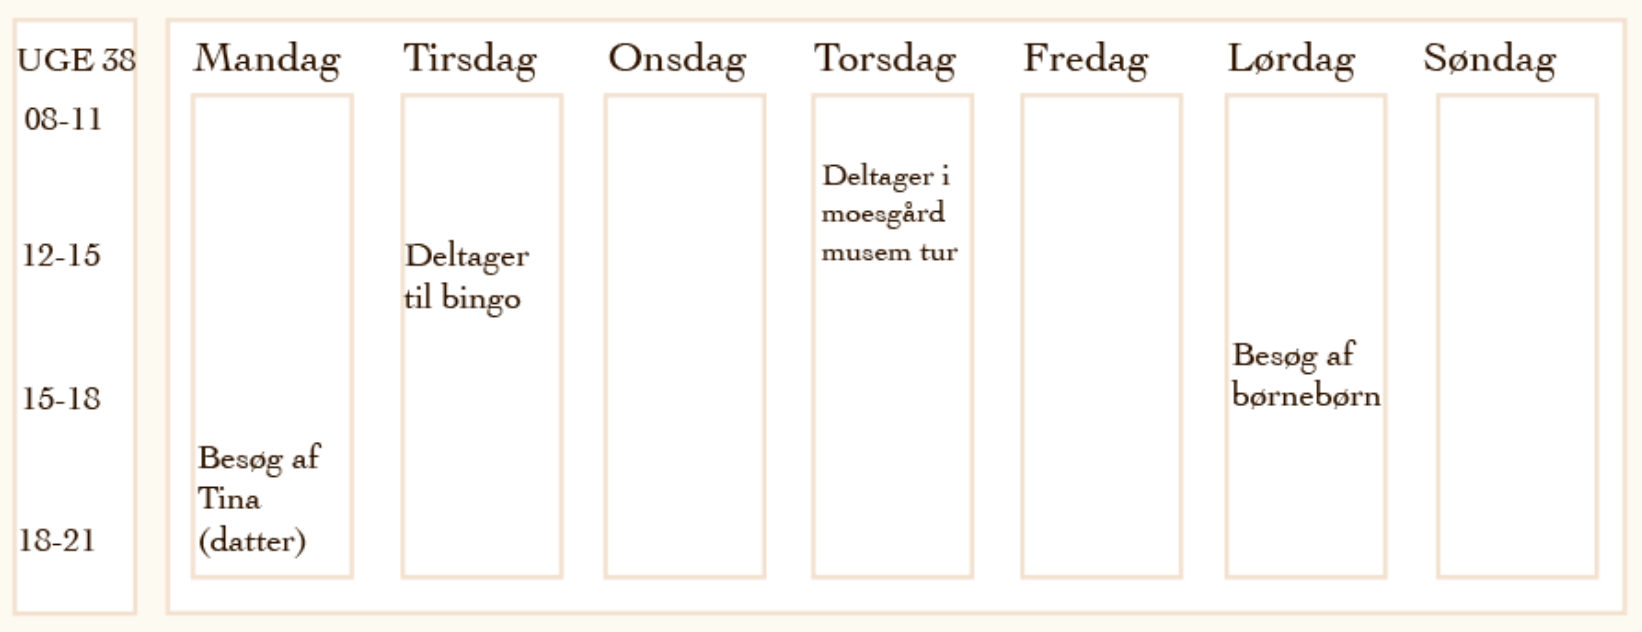 UGE 38
08-11
12-15
15-18
18-21
Mandag
Besøg af
Tina
(datter)
Tirsdag
Deltager
til bingo
Onsdag
Torsdag
Deltager i
moesgård
musem tur
Fredag
Lørdag
Besøg af
børnebørn
Søndag